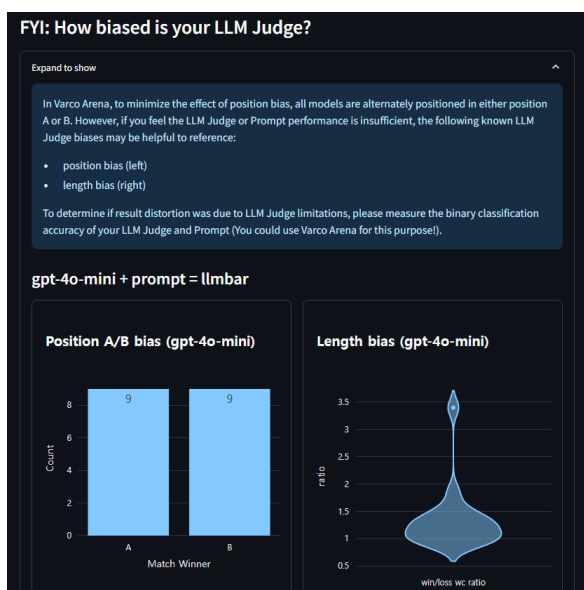 FYI: How biased is your LLM Judge?
Expand to show
In Varco Arena, to minimize the effect of position bias, all models are alternately positioned in either position
A or B. However, if you feel the LLM Judge or Prompt performance is insufficient, the following known LLM
Judge biases may be helpful to reference:
• position bias (left)
• length bias (right)
To determine if result distortion was due to LLM Judge limitations, please measure the binary classification
accuracy of your LLM Judge and Prompt (You could use Varco Arena for this purpose!).
gpt-4o-mini + prompt = llmbar
Position A/B bias (gpt-4o-mini)
9
9
8
6
4
2
0
Count
A
B
Match Winner
Length bias (gpt-4o-mini)
3.5
3
2.5
2
1.5
1
0.5
ratio
win/loss wc ratio